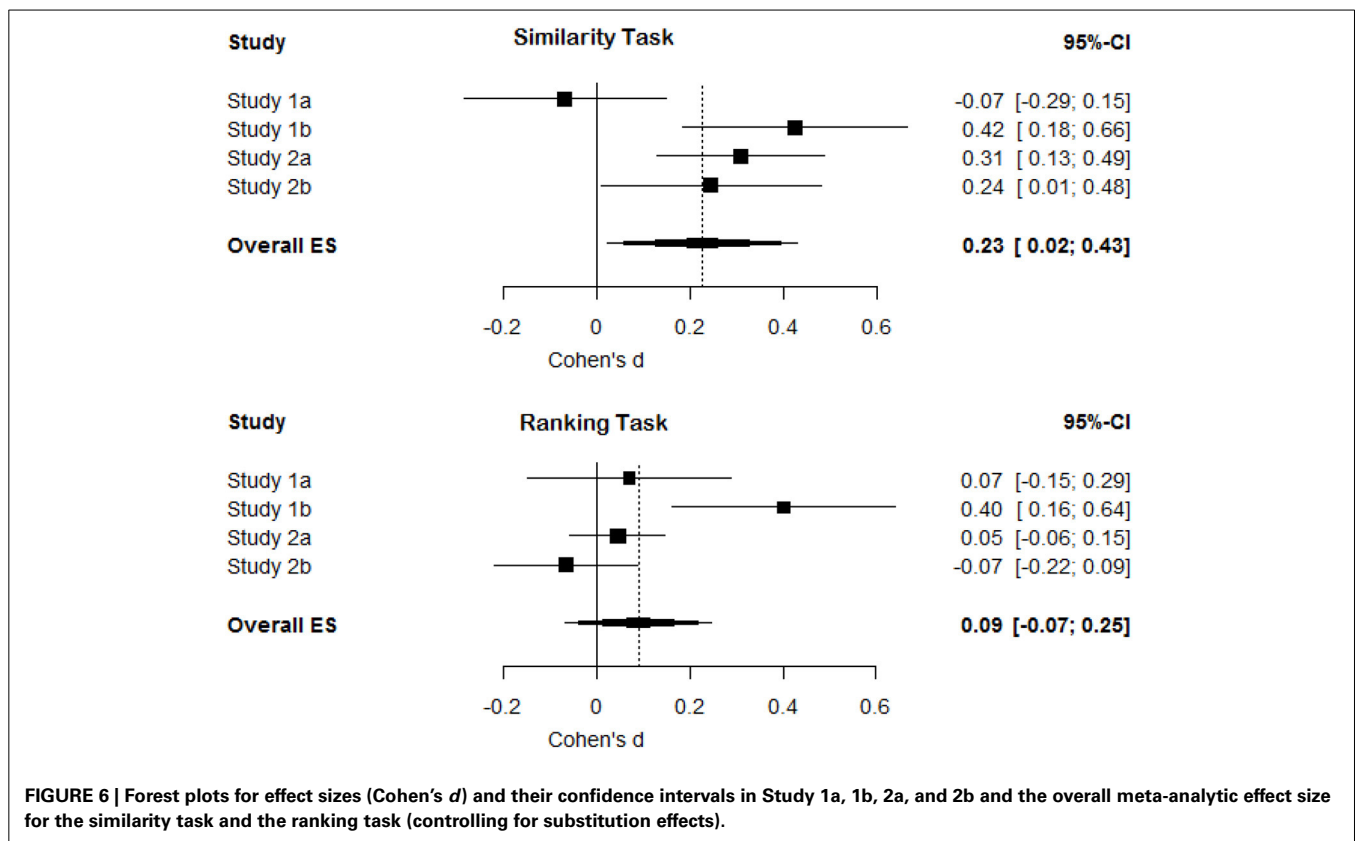 Study Similarity Task 95%-CI
Study 1a -0.07 [-0.29; 0.15]
Study 1b 0.42 [ 0.18; 0.66]
Study 2a 0.31 [ 0.13; 0.49]
Study 2b 0.24 [ 0.01; 0.48]
Overall ES 0.23 [ 0.02; 0.43]
-0.2 0 0.2 0.4 0.6
Cohen's d
Study Ranking Task 95%-CI
Study 1a 0.07 [-0.15; 0.29]
Study 1b 0.40 [ 0.16; 0.64]
Study 2a 0.05 [-0.06; 0.15]
Study 2b -0.07 [-0.22; 0.09]
Overall ES 0.09 [-0.07; 0.25]
-0.2 0 0.2 0.4 0.6
Cohen's d
FIGURE 6 | Forest plots for effect sizes (Cohen's d) and their confidence intervals in Study 1a, 1b, 2a, and 2b and the overall meta-analytic effect size
for the similarity task and the ranking task (controlling for substitution effects).